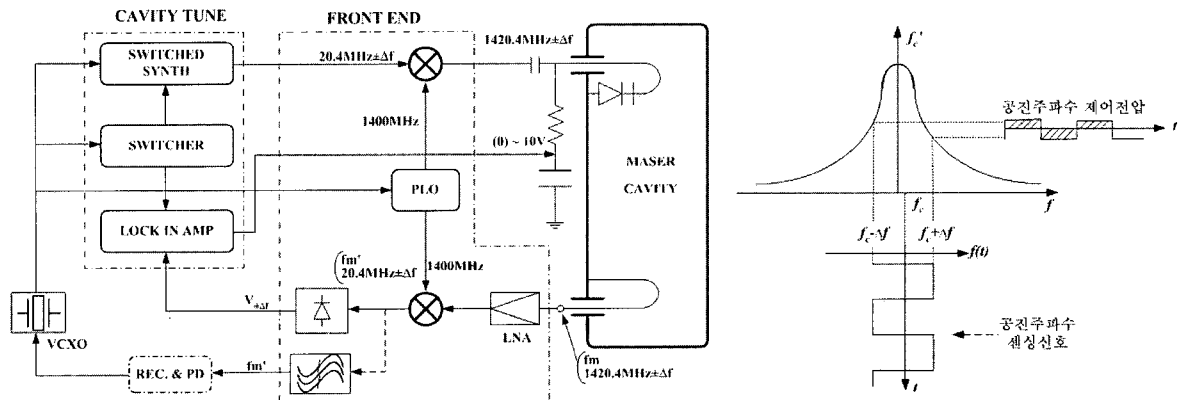 CAVITY TUNE
FRONT END
SWITCHED
SYNTH
20.4MHz±Δf
1420.4MHz±Δf
1400MHz
SWITCHER
(0) ~ 10V
MASER
CAVITY
PLO
LOCK IN AMP
1400MHz
fm'
20.4MHz±Δf
V±Δf
LNA
fm
1420.4MHz±Δf
VCXO
REC. & PD
fm'
fc'
공진주파수 제어전압
t
fc
f
fc-Δf
fc+Δf
f(t)
공진주파수
센싱신호
t